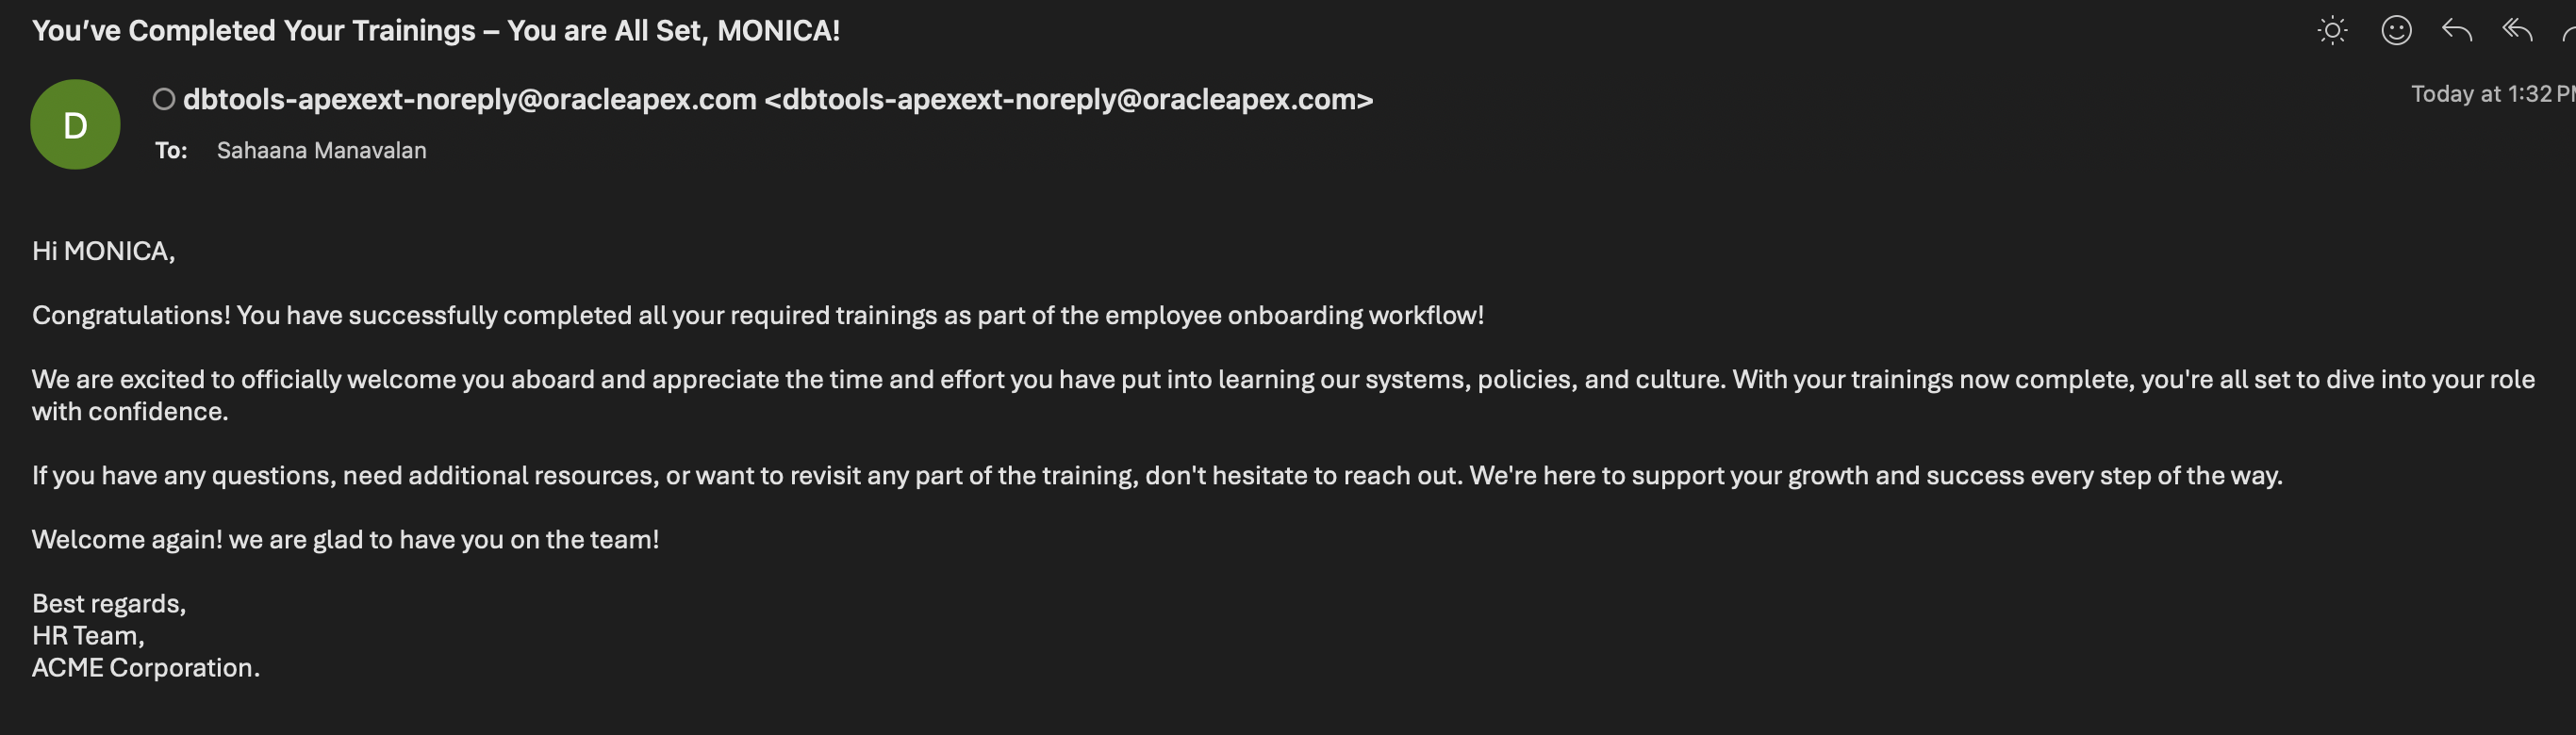 You’ve Completed Your Trainings – You are All Set, MONICA!
D
dbtools-apexext-noreply@oracleapex.com <dbtools-apexext-noreply@oracleapex.com>
Today at 1:32 PM
To: Sahaana Manavalan
Hi MONICA,
Congratulations! You have successfully completed all your required trainings as part of the employee onboarding workflow!
We are excited to officially welcome you aboard and appreciate the time and effort you have put into learning our systems, policies, and culture. With your trainings now complete, you're all set to dive into your role
with confidence.
If you have any questions, need additional resources, or want to revisit any part of the training, don't hesitate to reach out. We're here to support your growth and success every step of the way.
Welcome again! we are glad to have you on the team!
Best regards,
HR Team,
ACME Corporation.